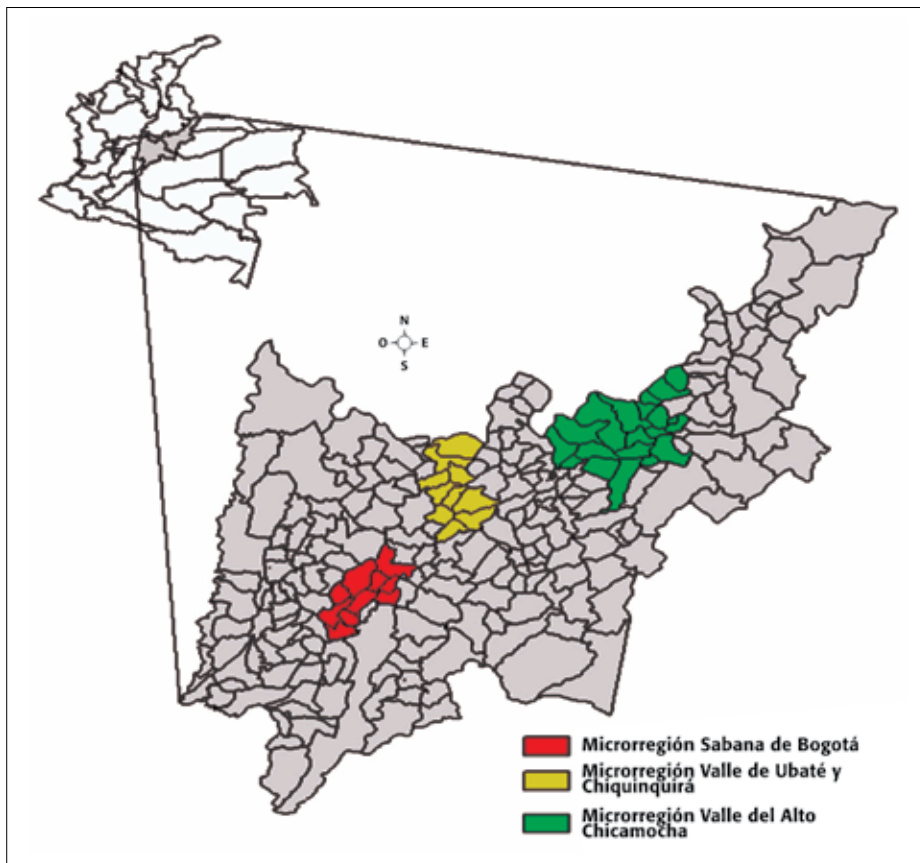 N
O E
S
Microrregión Sabana de Bogotá
Microrregión Valle de Ubaté y
Chiquinquirá
Microrregión Valle del Alto
Chicamocha